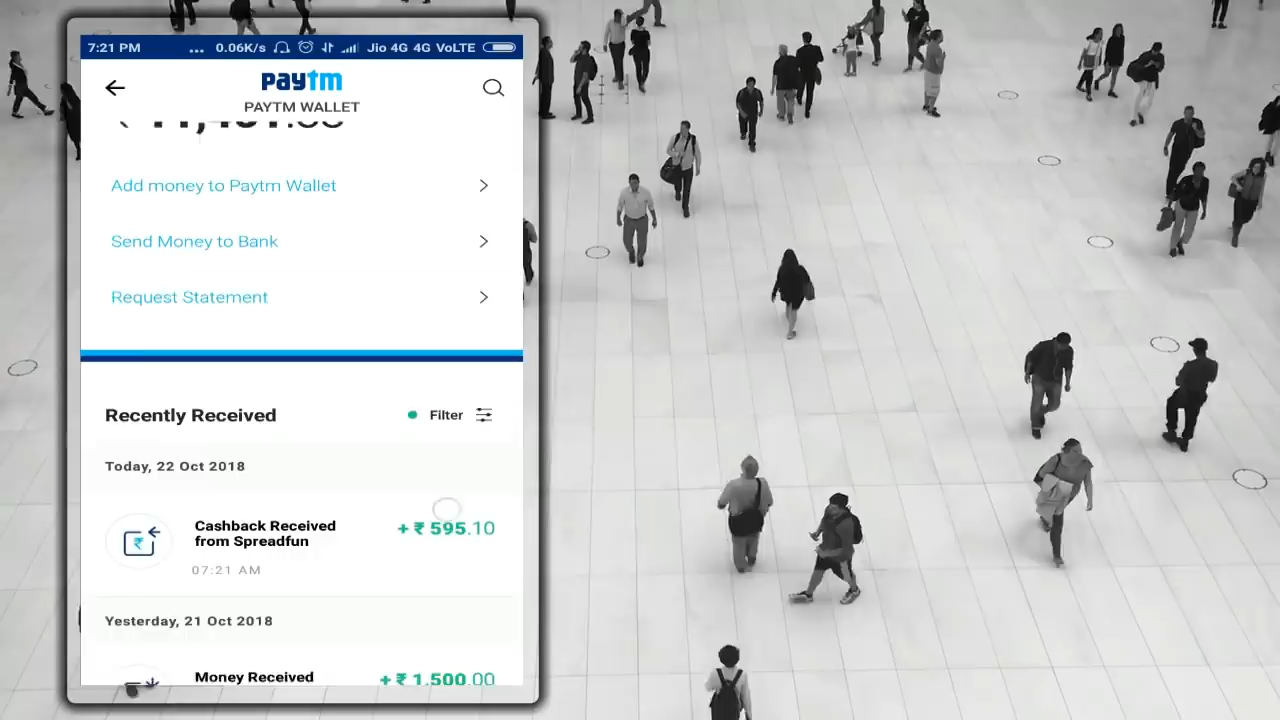 7:21 PM ... 0.06K/s Jio 4G 4G VoLTE
paytm
PAYTM WALLET
Add money to Paytm Wallet
Send Money to Bank
Request Statement
Recently Received
Filter
Today, 22 Oct 2018
Cashback Received
from Spreadfun
+ ₹ 595.10
07:21 AM
Yesterday, 21 Oct 2018
Money Received
+ ₹ 1,500.00